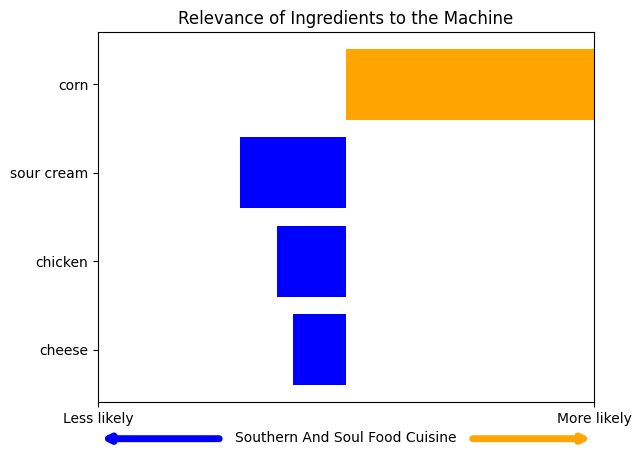 Relevance of Ingredients to the Machine
corn
sour cream
chicken
cheese
Less likely More likely
Southern And Soul Food Cuisine